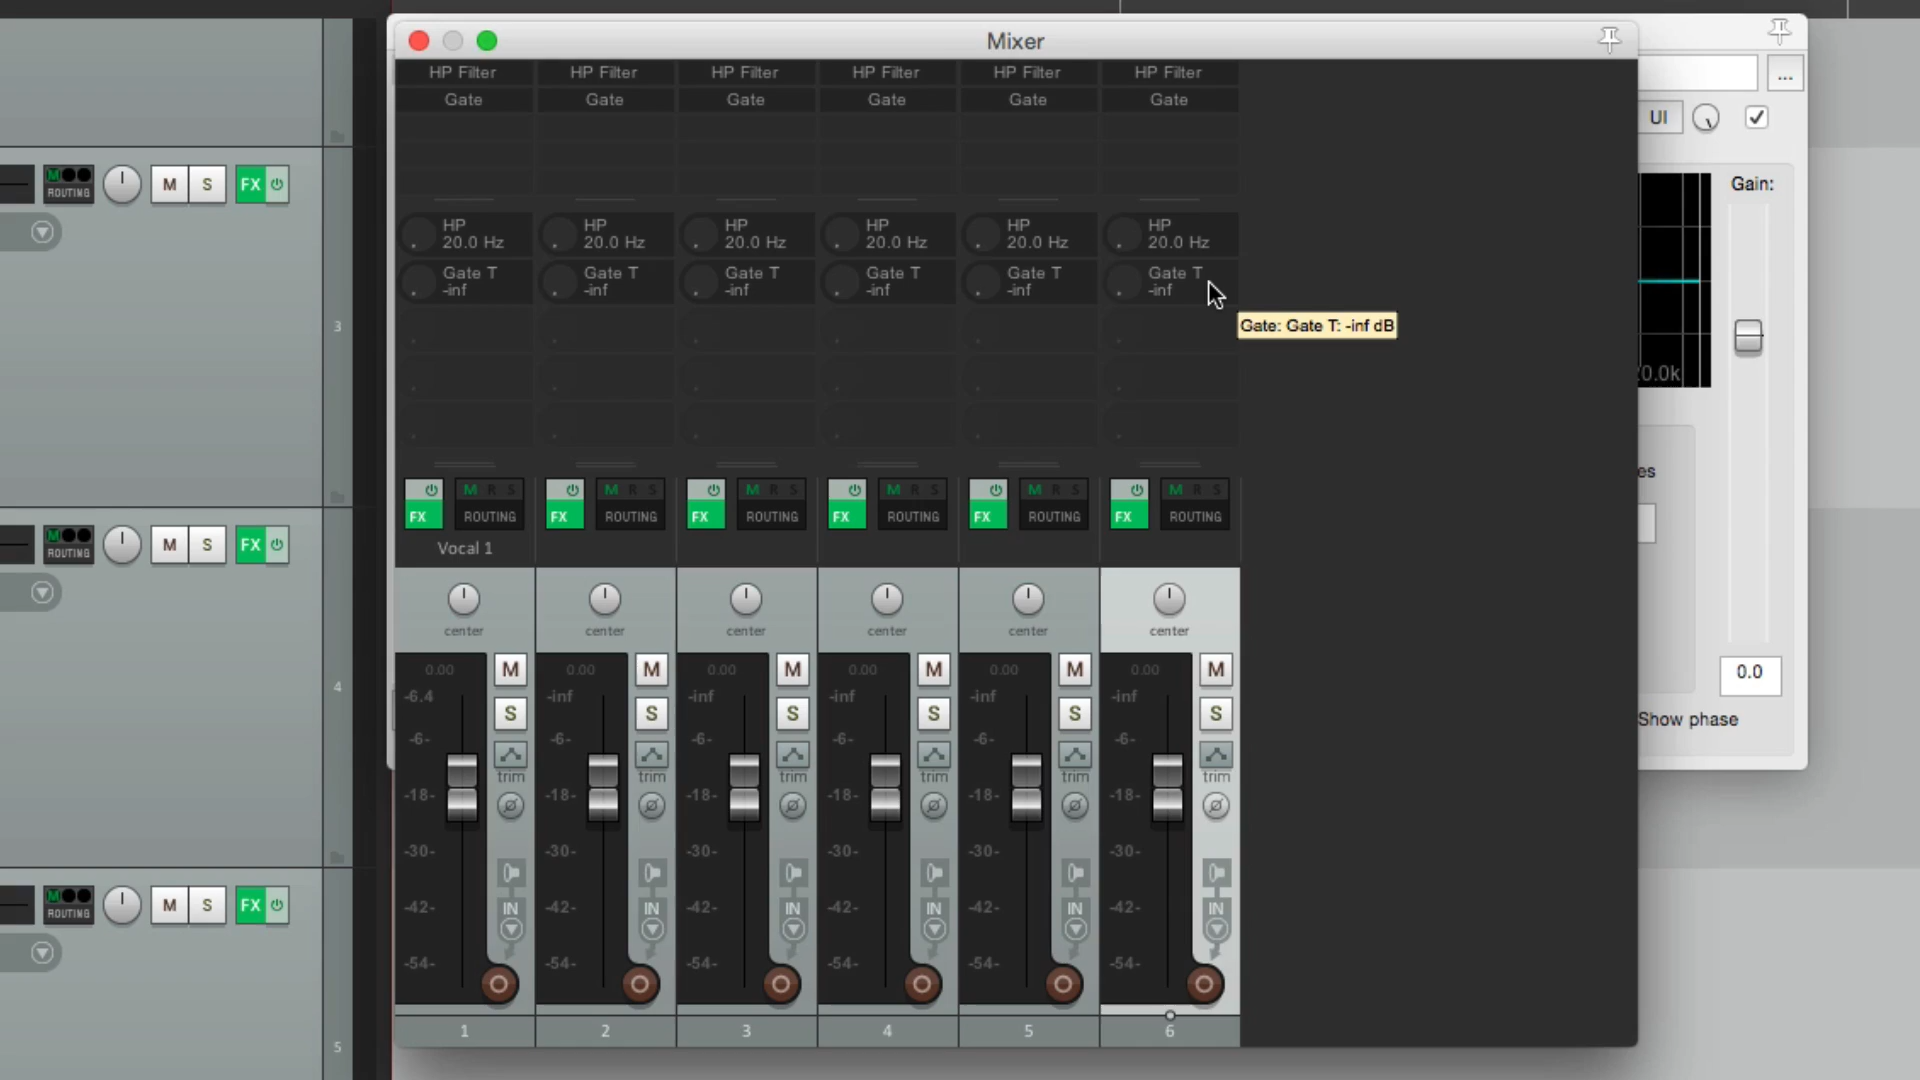 Mixer
HP Filter HP Filter HP Filter HP Filter HP Filter HP Filter
Gate Gate Gate Gate Gate Gate
...
UI
Gain:
ROUTING M S FX
3
HP HP HP HP HP HP
20.0 Hz 20.0 Hz 20.0 Hz 20.0 Hz 20.0 Hz 20.0 Hz
Gate T Gate T Gate T Gate T Gate T Gate T
-inf -inf -inf -inf -inf -inf
Gate: Gate T: -inf dB
0.0k
es
M R S M R S M R S M R S M R S M R S
FX ROUTING FX ROUTING FX ROUTING FX ROUTING FX ROUTING FX ROUTING
Vocal 1
ROUTING M S FX
4
center center center center center center
0.00 M 0.00 M 0.00 M 0.00 M 0.00 M 0.00 M
-6.4 -inf -inf -inf -inf -inf
S S S S S S
0.0
Show phase
-6- -6- -6- -6- -6- -6-
trim trim trim trim trim trim
-18- -18- -18- -18- -18- -18-
-30- -30- -30- -30- -30- -30-
-42- IN -42- IN -42- IN -42- IN -42- IN -42- IN
-54- -54- -54- -54- -54- -54-
ROUTING M S FX
5
1 2 3 4 5 6